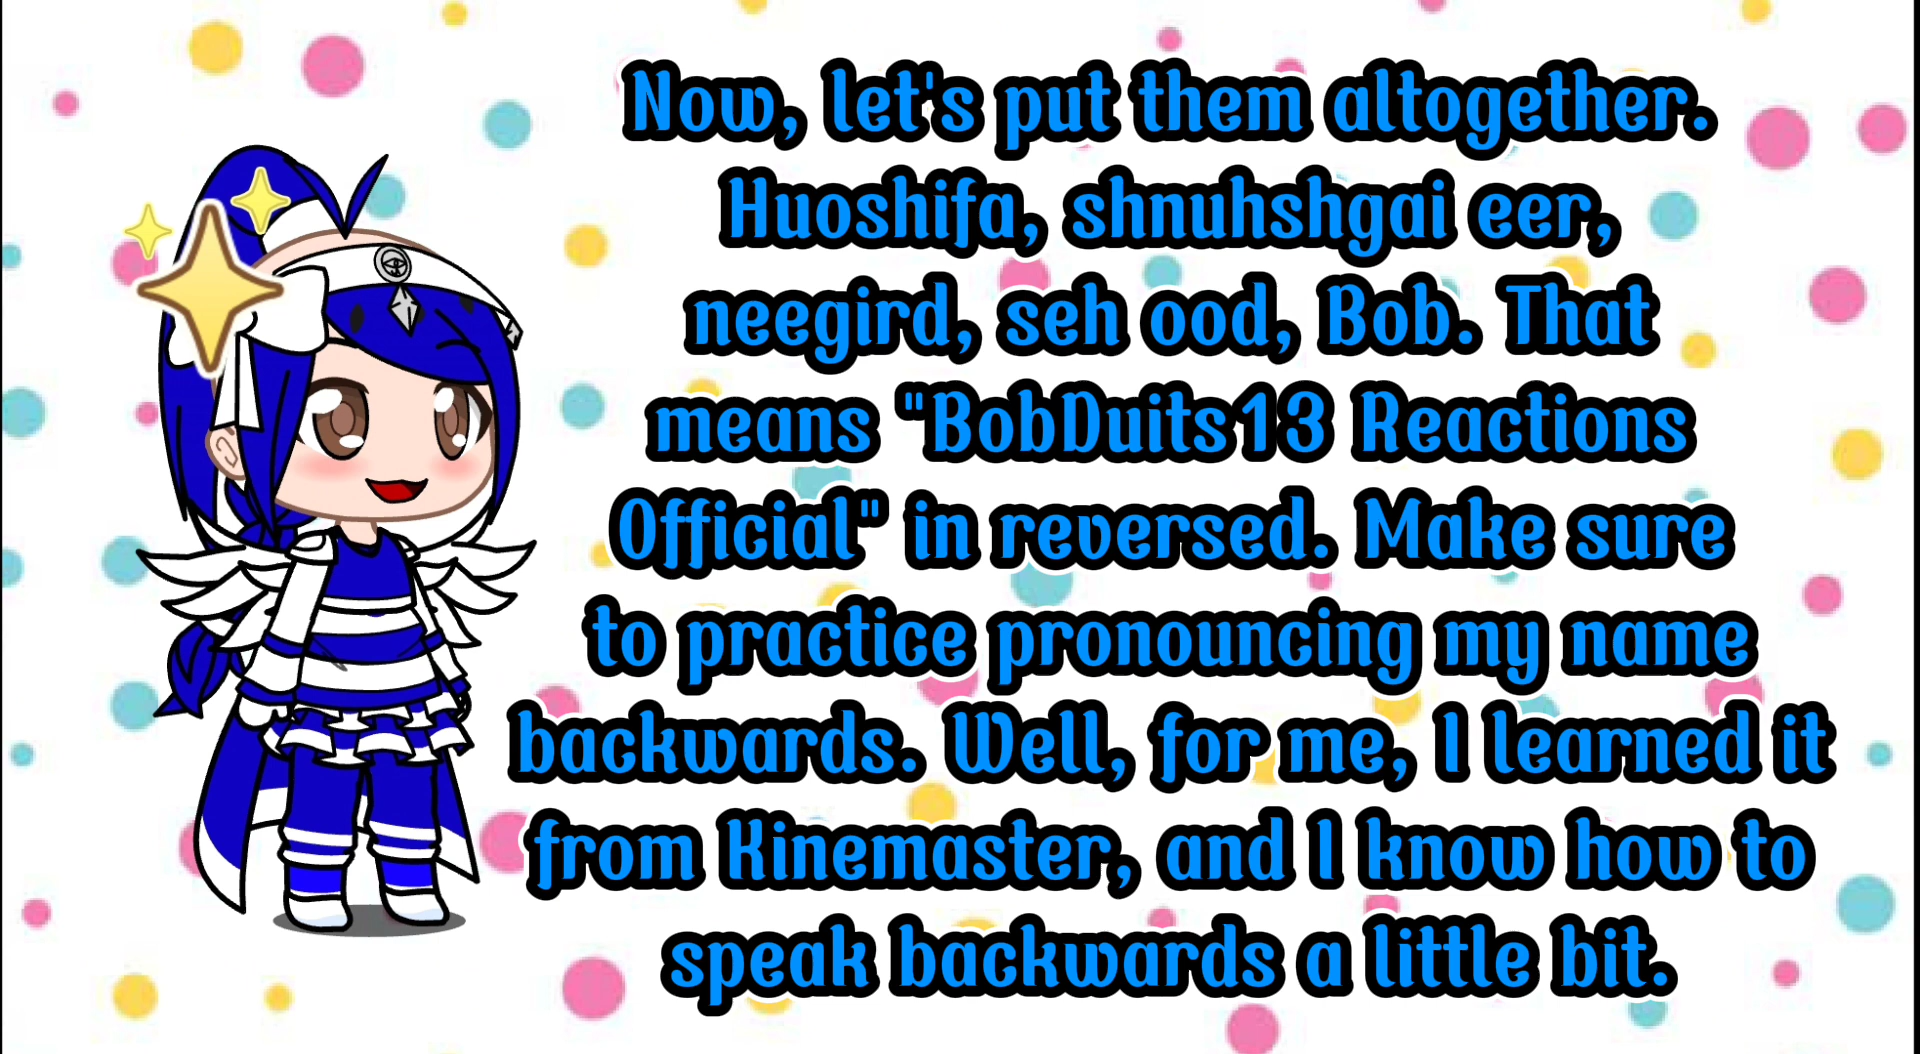 Now, let's put them altogether.
Huoshifa, shnuhshgai eer,
neegird, seh ood, Bob. That
means "BobDuits13 Reactions
Official" in reversed. Make sure
to practice pronouncing my name
backwards. Well, for me, I learned it
from Kinemaster, and I know how to
speak backwards a little bit.